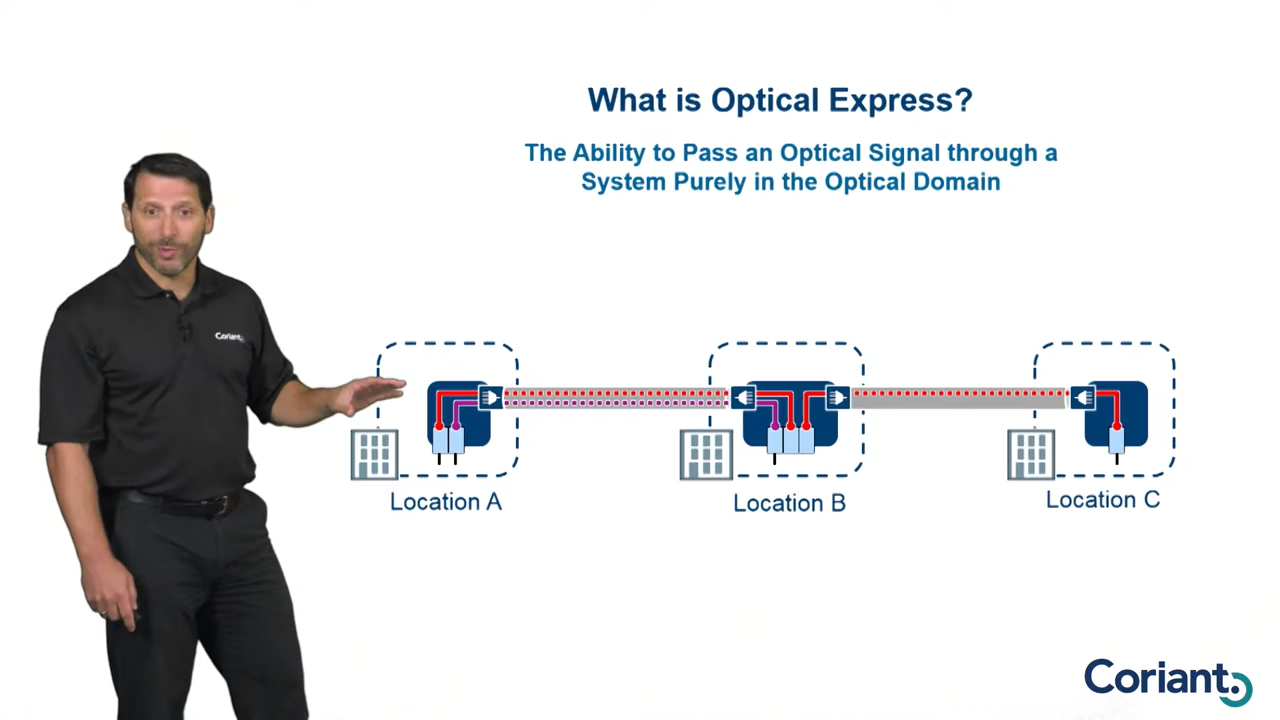 What is Optical Express?
The Ability to Pass an Optical Signal through a
System Purely in the Optical Domain
Coriant
Location A
Location B
Location C
Coriant